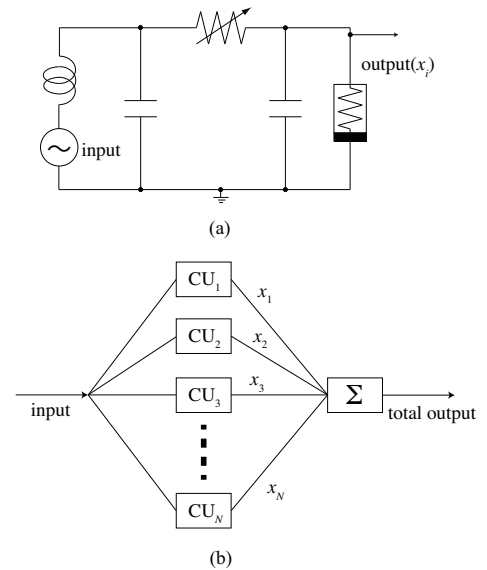 output(x_i)
input
(a)
CU_1
x_1
CU_2
x_2
CU_3
x_3
Σ
input
total output
CU_N
x_N
(b)